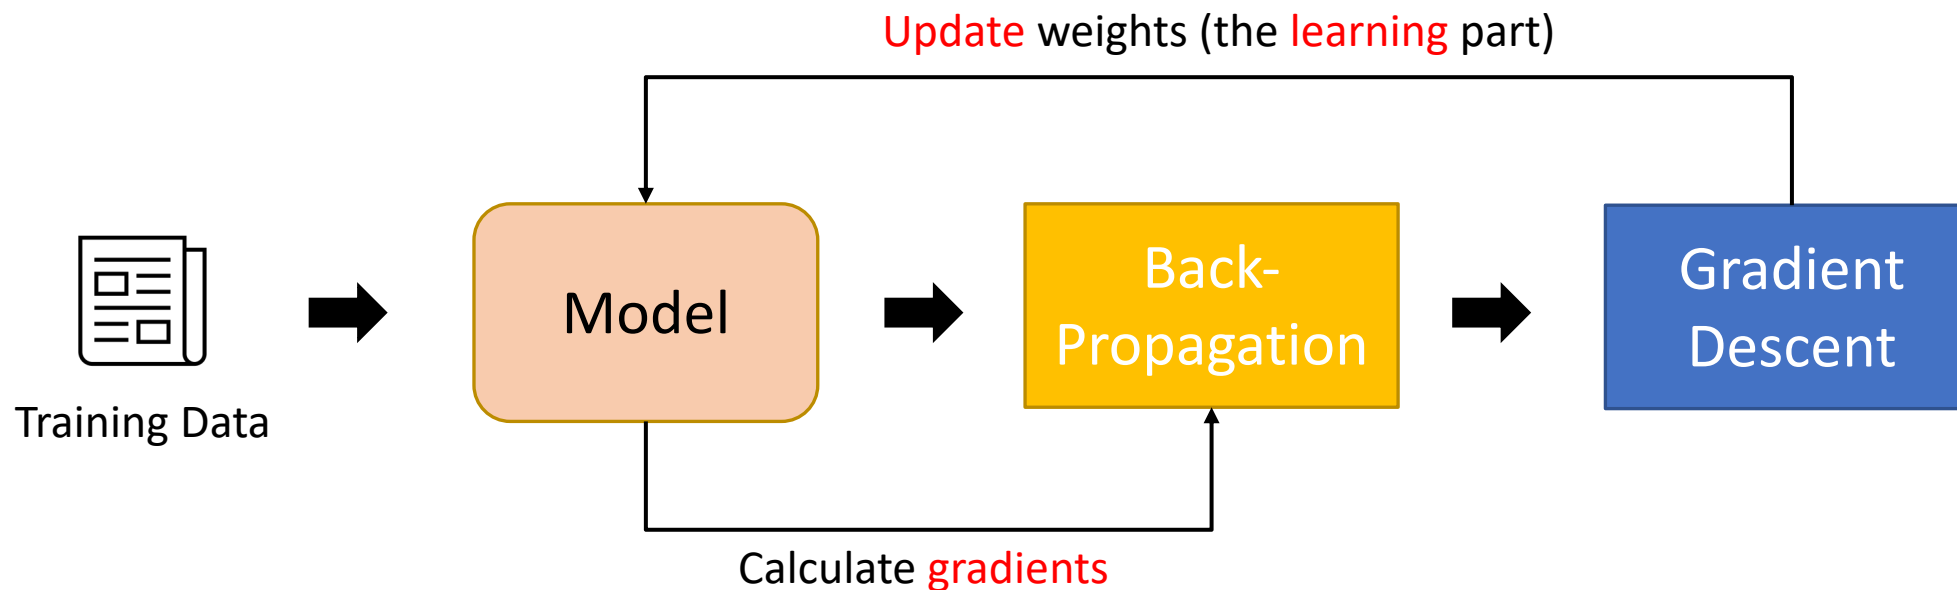 Update weights (the learning part)
Training Data
Model
Back-
Propagation
Gradient
Descent
Calculate gradients